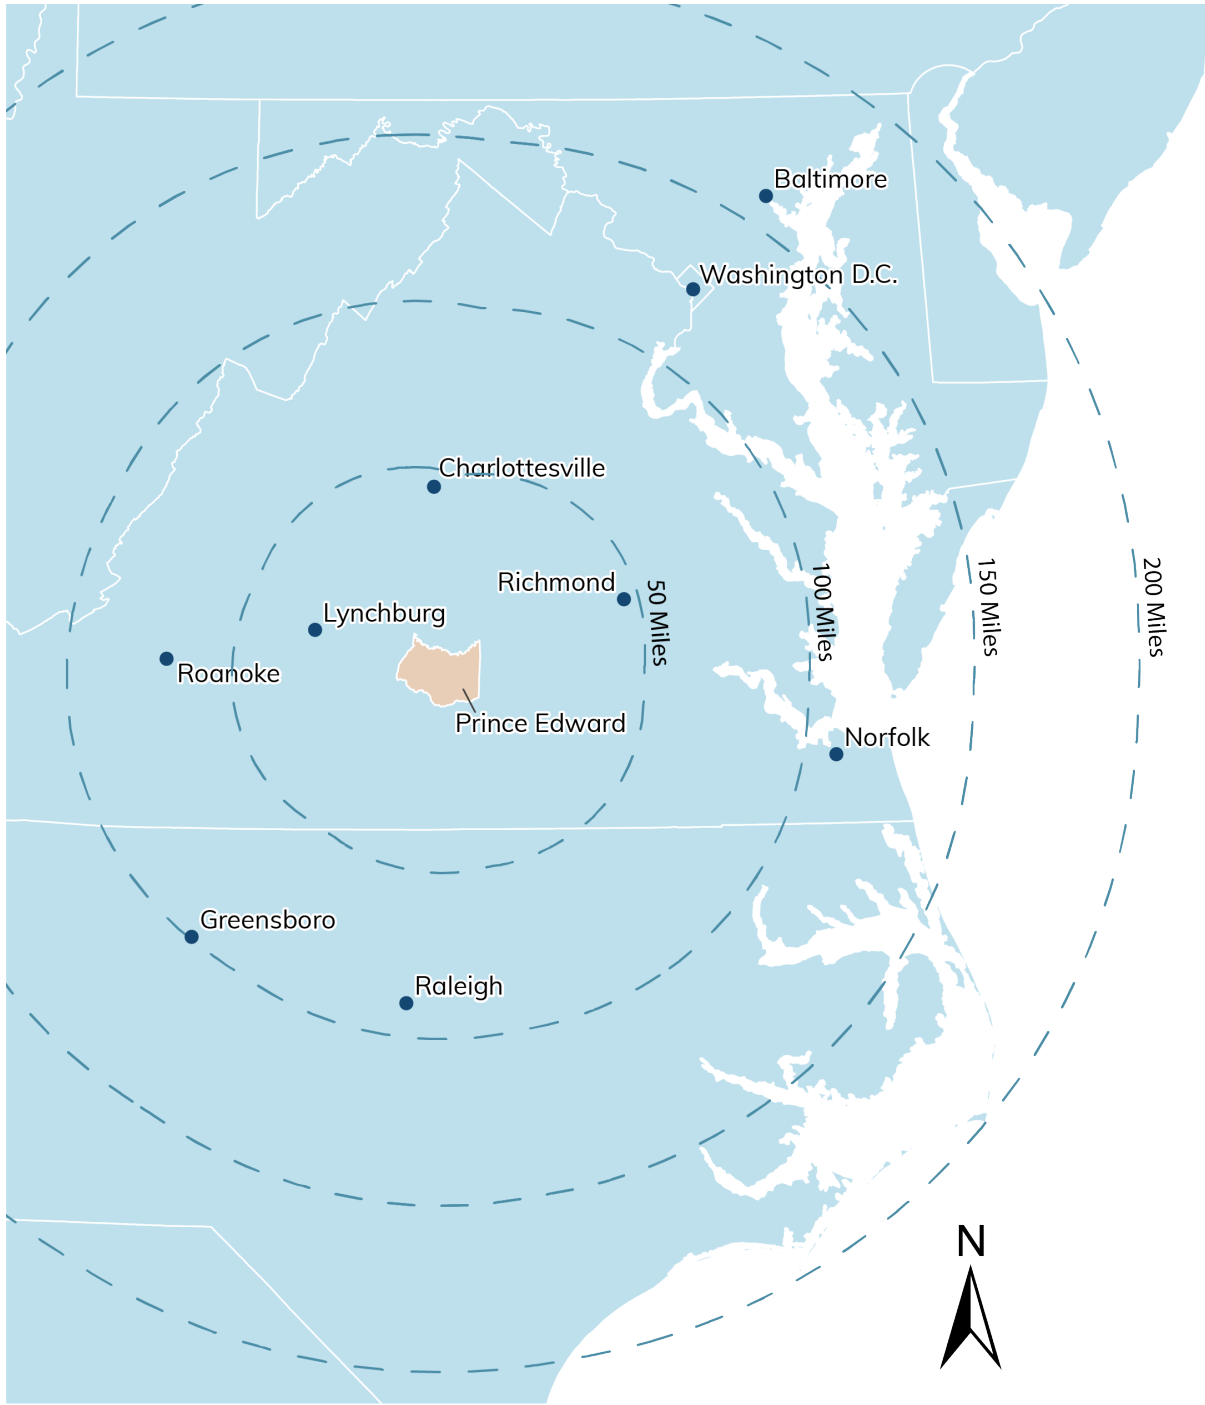 Baltimore
Washington D.C.
Charlottesville
Richmond
50 Miles
100 Miles
150 Miles
200 Miles
Lynchburg
Roanoke
Prince Edward
Norfolk
Greensboro
Raleigh
N